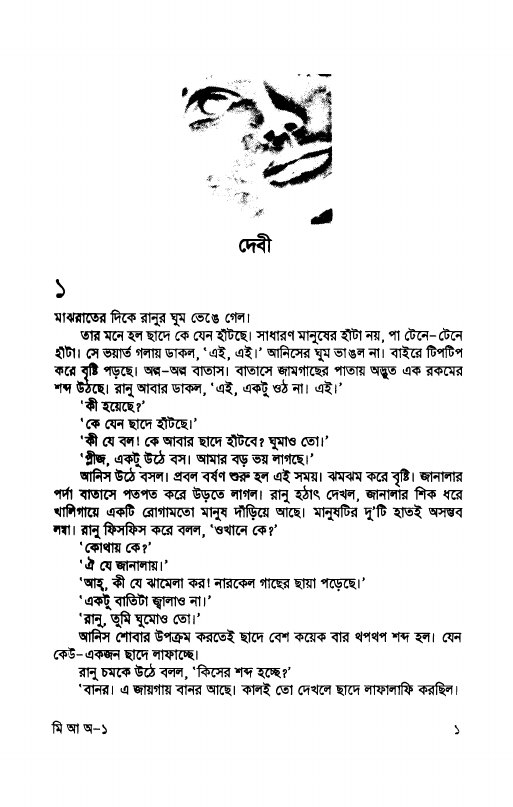 দেবী
১
মাঝরাতের দিকে রানুর ঘুম ভেঙে গেল।
তার মনে হল ছাদে কে যেন হাঁটছে। সাধারণ মানুষের হাঁটা নয়, পা টেনে-টেনে
হাঁটা। সে ভয়ার্ত গলায় ডাকল, ‘এই, এই।’ আনিসের ঘুম ভাঙল না। বাইরে টিপটিপ
করে বৃষ্টি পড়ছে। অল্প-অল্প বাতাস। বাতাসে জামগাছের পাতায় অদ্ভুত এক রকমের
শব্দ উঠছে। রানু আবার ডাকল, ‘এই, একটু ওঠ না। এই।’
‘কী হয়েছে?’
‘কে যেন ছাদে হাঁটছে।’
‘কী যে বল! কে আবার ছাদে হাঁটবে? ঘুমাও তো।’
‘প্লীজ, একটু উঠে বস। আমার বড় ভয় লাগছে।’
আনিস উঠে বসল। প্রবল বর্ষণ শুরু হল এই সময়। ঝমঝম করে বৃষ্টি। জানালার
পর্দা বাতাসে পতপত করে উড়তে লাগল। রানু হঠাৎ দেখল, জানালার শিক ধরে
খালিগায়ে একটি রোগামতো মানুষ দাঁড়িয়ে আছে। মানুষটির দু’টি হাতই অসম্ভব
লম্বা। রানু ফিসফিস করে বলল, ‘ওখানে কে?’
‘কোথায় কে?’
‘ঐ যে জানালায়।’
‘আহ্, কী যে ঝামেলা কর! নারকেল গাছের ছায়া পড়েছে।’
‘একটু বাতিটা জ্বালাও না।’
‘রানু, তুমি ঘুমোও তো।’
আনিস শোবার উপক্রম করতেই ছাদে বেশ কয়েক বার থপথপ শব্দ হল। যেন
কেউ-একজন ছাদে লাফাচ্ছে।
রানু চমকে উঠে বলল, ‘কিসের শব্দ হচ্ছে?’
‘বানর। এ জায়গায় বানর আছে। কালই তো দেখলে ছাদে লাফালাফি করছিল।
মি আ অ-১
১